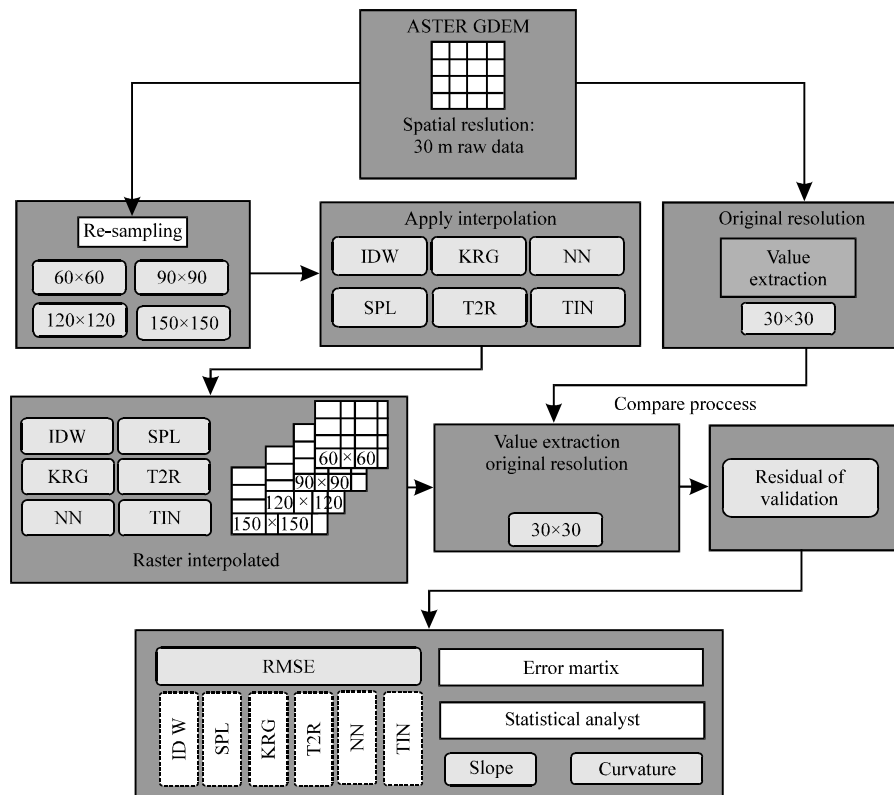 ASTER GDEM
Spatial reslution:
30 m raw data
Re-sampling
60×60
90×90
120×120
150×150
Apply interpolation
IDW
KRG
NN
SPL
T2R
TIN
Original resolution
Value
extraction
30×30
Compare proccess
IDW
SPL
KRG
T2R
NN
TIN
60 × 60
90 × 90
120 × 120
150 × 150
Raster interpolated
Value extraction
original resolution
30×30
Residual of
validation
RMSE
ID W
SPL
KRG
T2R
NN
TIN
Error martix
Statistical analyst
Slope
Curvature